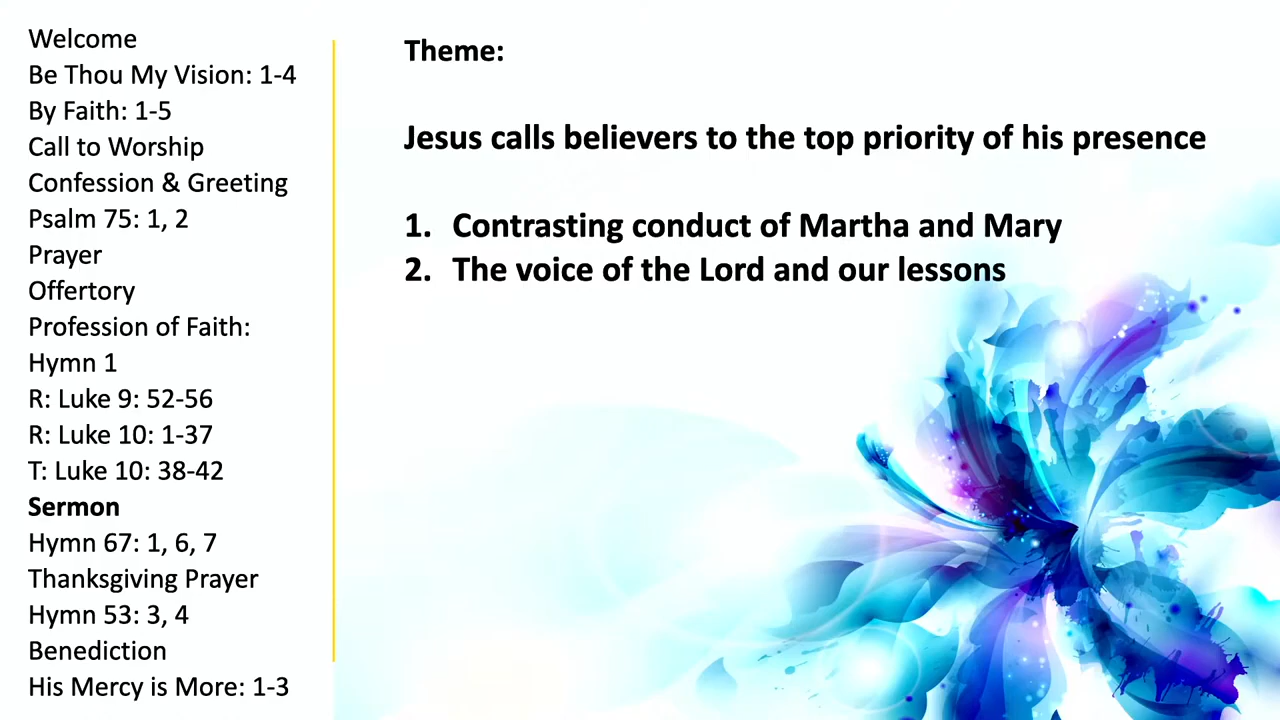 Welcome
Be Thou My Vision: 1-4
By Faith: 1-5
Call to Worship
Confession & Greeting
Psalm 75: 1, 2
Prayer
Offertory
Profession of Faith:
Hymn 1
R: Luke 9: 52-56
R: Luke 10: 1-37
T: Luke 10: 38-42
Sermon
Hymn 67: 1, 6, 7
Thanksgiving Prayer
Hymn 53: 3, 4
Benediction
His Mercy is More: 1-3
Theme:
Jesus calls believers to the top priority of his presence
1. Contrasting conduct of Martha and Mary
2. The voice of the Lord and our lessons